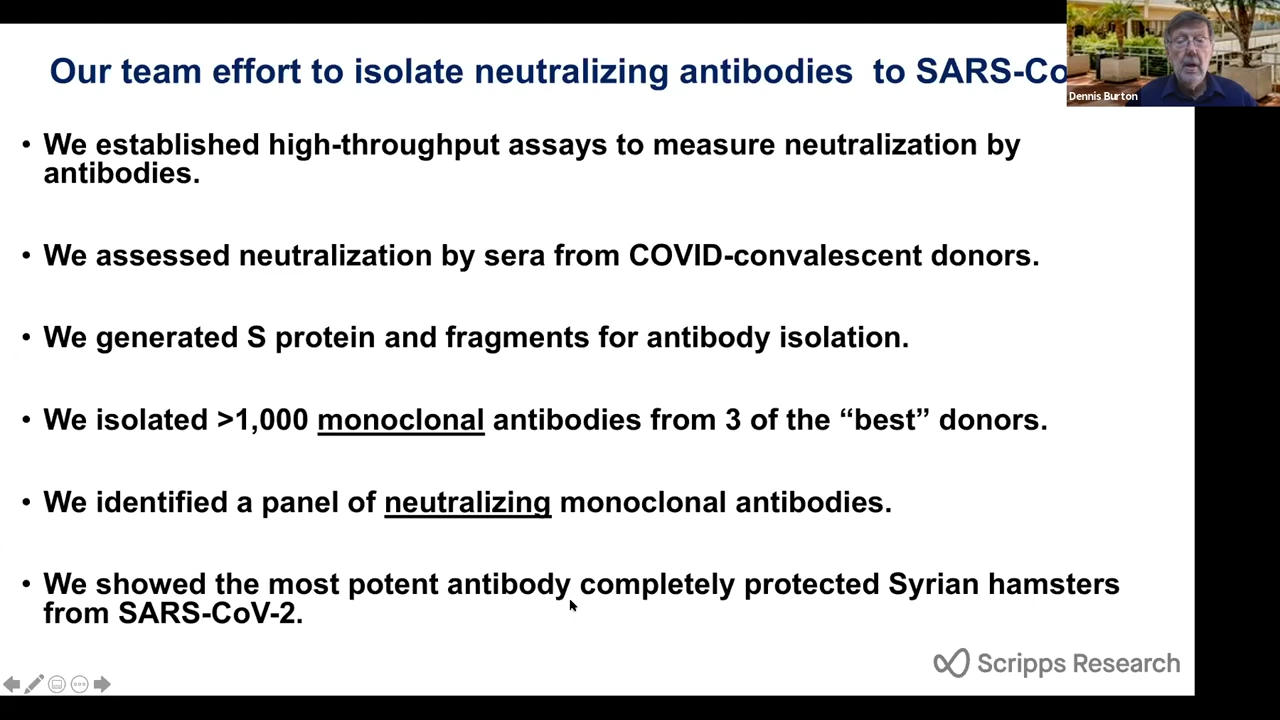 Our team effort to isolate neutralizing antibodies to SARS-Co
Dennis Burton
• We established high-throughput assays to measure neutralization by
antibodies.
• We assessed neutralization by sera from COVID-convalescent donors.
• We generated S protein and fragments for antibody isolation.
• We isolated >1,000 monoclonal antibodies from 3 of the “best” donors.
• We identified a panel of neutralizing monoclonal antibodies.
• We showed the most potent antibody completely protected Syrian hamsters
from SARS-CoV-2.
Scripps Research